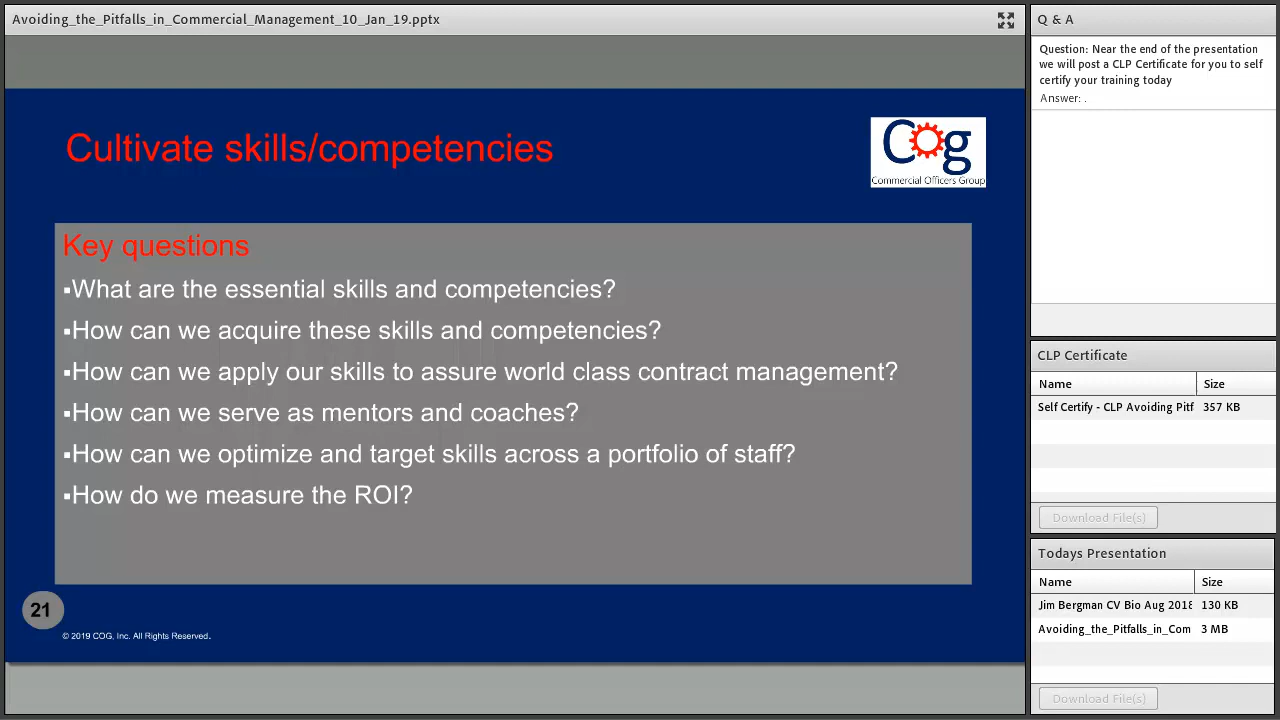 Avoiding_the_Pitfalls_in_Commercial_Management_10_Jan_19.pptx
Cultivate skills/competencies
Cog
Commercial Officers Group
Key questions
▪What are the essential skills and competencies?
▪How can we acquire these skills and competencies?
▪How can we apply our skills to assure world class contract management?
▪How can we serve as mentors and coaches?
▪How can we optimize and target skills across a portfolio of staff?
▪How do we measure the ROI?
21
© 2019 COG, Inc. All Rights Reserved.
Q & A
Question: Near the end of the presentation
we will post a CLP Certificate for you to self
certify your training today
Answer: .
CLP Certificate
Name Size
Self Certify - CLP Avoiding Pitf 357 KB
Download File(s)
Todays Presentation
Name Size
Jim Bergman CV Bio Aug 2018 130 KB
Avoiding_the_Pitfalls_in_Com 3 MB
Download File(s)